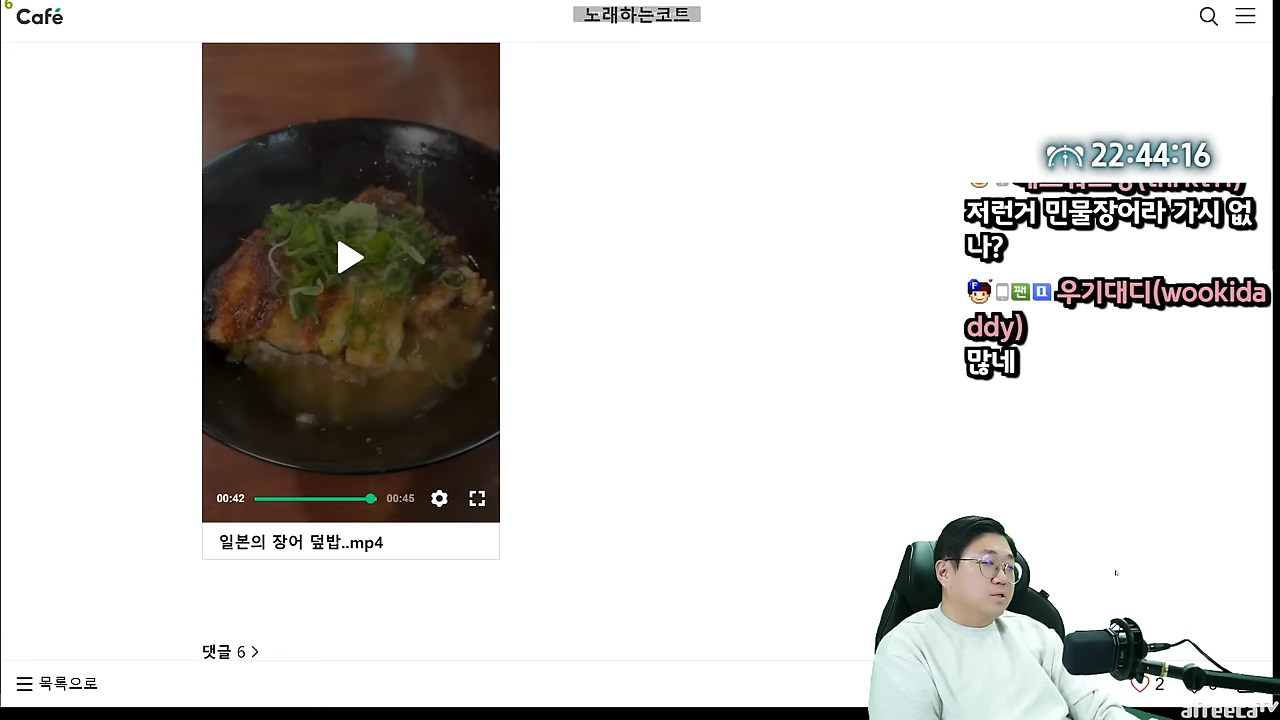 6
Café
노래하는코트
22:44:16
저런거 민물장어라 가시 없
나?
팬
우기대디(wookida
ddy)
많네
00:42
00:45
일본의 장어 덮밥..mp4
댓글 6 >
목록으로
2
afreecaTV